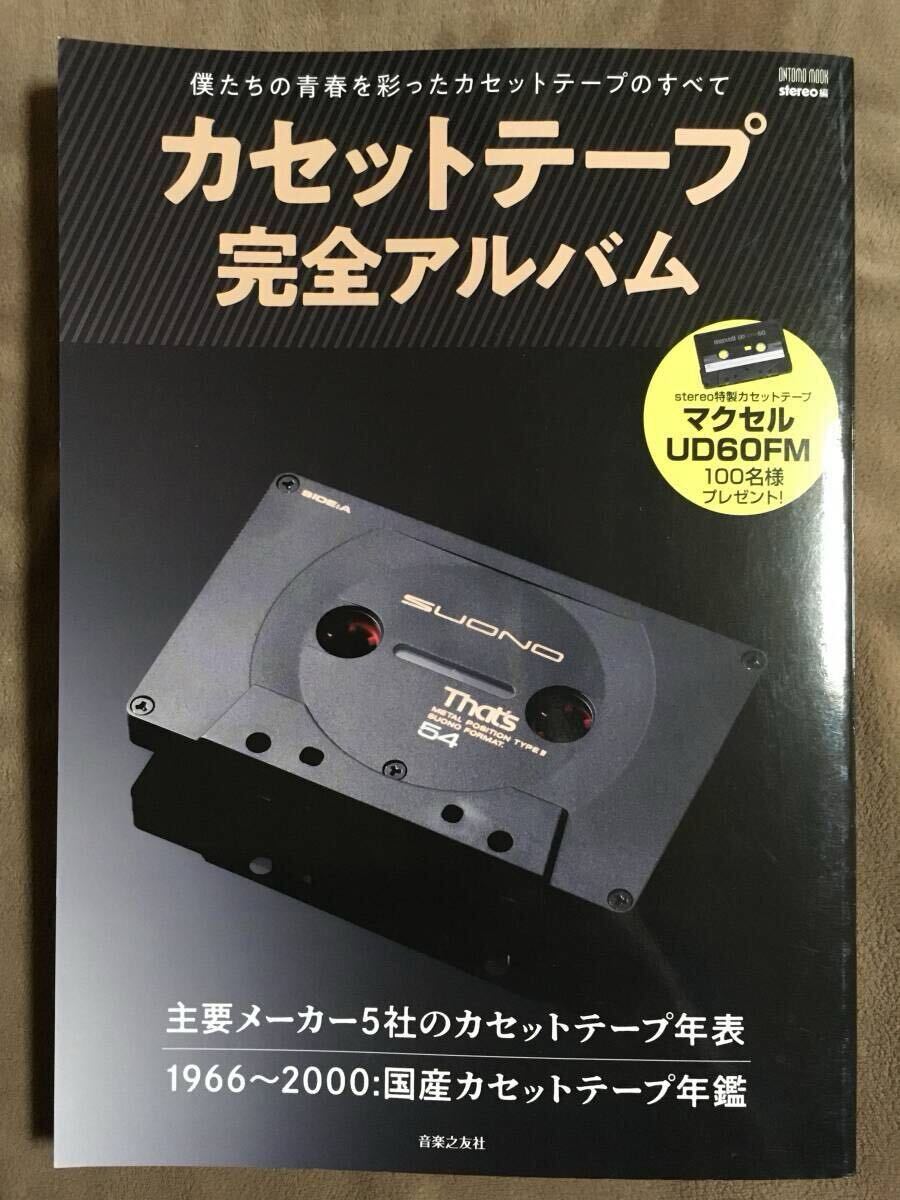 僕たちの青春を彩ったカセットテープのすべて
ONTOMO MOOK
stereo編
カセットテープ
完全アルバム
maxell UD 60
stereo特製カセットテープ
マクセル
UD60FM
100名様
プレゼント!
SIDE:A
SUONO
That's
METAL POSITION TYPE Ⅳ
SUONO FORMAT.
54
主要メーカー5社のカセットテープ年表
1966〜2000:国産カセットテープ年鑑
音楽之友社